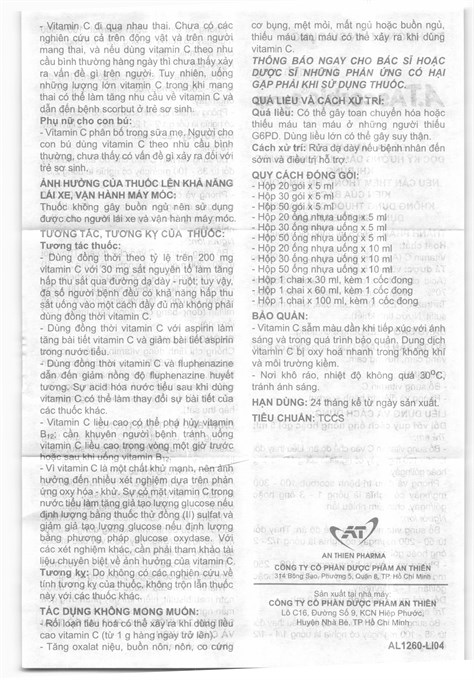 - Vitamin C đi qua nhau thai. Chưa có các
nghiên cứu cả trên động vật và trên người
mang thai, và nếu dùng vitamin C theo nhu
cầu bình thường hàng ngày thì chưa thấy xảy
ra vấn đề gì trên người. Tuy nhiên, uống
những lượng lớn vitamin C trong khi mang
thai có thể làm tăng nhu cầu về vitamin C và
dẫn đến bệnh scorbut ở trẻ sơ sinh.
Phụ nữ cho con bú:
- Vitamin C phân bố trong sữa mẹ. Người cho
con bú dùng vitamin C theo nhu cầu bình
thường, chưa thấy có vấn đề gì xảy ra đối với
trẻ sơ sinh.
ẢNH HƯỞNG CỦA THUỐC LÊN KHẢ NĂNG
LÁI XE, VẬN HÀNH MÁY MÓC:
Thuốc không gây buồn ngủ nên sử dụng
được cho người lái xe và vận hành máy móc.
TƯƠNG TÁC, TƯƠNG KỴ CỦA THUỐC:
Tương tác thuốc:
- Dùng đồng thời theo tỷ lệ trên 200 mg
vitamin C với 30 mg sắt nguyên tố làm tăng
hấp thu sắt qua đường dạ dày - ruột; tuy vậy,
đa số người bệnh đều có khả năng hấp thu
sắt uống vào một cách đầy đủ mà không phải
dùng đồng thời vitamin C.
- Dùng đồng thời vitamin C với aspirin làm
tăng bài tiết vitamin C và giảm bài tiết aspirin
trong nước tiểu.
- Dùng đồng thời vitamin C và fluphenazine
dẫn đến giảm nồng độ fluphenazine huyết
tương. Sự acid hóa nước tiểu sau khi dùng
vitamin C có thể làm thay đổi sự bài tiết của
các thuốc khác.
- Vitamin C liều cao có thể phá hủy vitamin
B12; cần khuyên người bệnh tránh uống
vitamin C liều cao trong vòng một giờ trước
hoặc sau khi uống vitamin B12.
- Vì vitamin C là một chất khử mạnh, nên ảnh
hưởng đến nhiều xét nghiệm dựa trên phản
ứng oxy hóa - khử. Sự có mặt vitamin C trong
nước tiểu làm tăng giả tạo lượng glucose nếu
định lượng bằng thuốc thử đồng (II) sulfat và
giảm giả tạo lượng glucose nếu định lượng
bằng phương pháp glucose oxydase. Với
các xét nghiệm khác, cần phải tham khảo tài
liệu chuyên biệt về ảnh hưởng của vitamin C.
Tương kỵ: Do không có các nghiên cứu về
tính tương kỵ của thuốc, không trộn lẫn thuốc
này với các thuốc khác.
TÁC DỤNG KHÔNG MONG MUỐN:
- Rối loạn tiêu hóa có thể xảy ra khi dùng liều
cao vitamin C (từ 1 g hàng ngày trở lên).
- Tăng oxalat niệu, buồn nôn, nôn, co cứng
cơ bụng, mệt mỏi, mất ngủ hoặc buồn ngủ,
thiếu máu tan máu có thể xảy ra khi dùng
vitamin C.
THÔNG BÁO NGAY CHO BÁC SĨ HOẶC
DƯỢC SĨ NHỮNG PHẢN ỨNG CÓ HẠI
GẶP PHẢI KHI SỬ DỤNG THUỐC.
QUÁ LIỀU VÀ CÁCH XỬ TRÍ:
Quá liều: Có thể gây toan chuyển hóa hoặc
thiếu máu tan máu ở những người thiếu
G6PD. Dùng liều lớn có thể gây suy thận.
Cách xử trí: Rửa dạ dày nếu bệnh nhân đến
sớm và điều trị hỗ trợ.
QUY CÁCH ĐÓNG GÓI:
- Hộp 20 gói x 5 ml
- Hộp 30 gói x 5 ml
- Hộp 50 gói x 5 ml
- Hộp 20 ống nhựa uống x 5 ml
- Hộp 30 ống nhựa uống x 5 ml
- Hộp 50 ống nhựa uống x 5 ml
- Hộp 20 ống nhựa uống x 10 ml
- Hộp 30 ống nhựa uống x 10 ml
- Hộp 50 ống nhựa uống x 10 ml
- Hộp 1 chai x 30 ml, kèm 1 cốc đong
- Hộp 1 chai x 60 ml, kèm 1 cốc đong
- Hộp 1 chai x 100 ml, kèm 1 cốc đong
BẢO QUẢN:
- Vitamin C sẫm màu dần khi tiếp xúc với ánh
sáng và trong quá trình bảo quản. Dung dịch
vitamin C bị oxy hoá nhanh trong không khí
và môi trường kiềm.
- Nơi khô ráo, nhiệt độ không quá 30°C,
tránh ánh sáng.
HẠN DÙNG: 24 tháng kể từ ngày sản xuất.
TIÊU CHUẨN: TCCS
AT
AN THIEN PHARMA
CÔNG TY CỔ PHẦN DƯỢC PHẨM AN THIÊN
314 Bông Sao, Phường 5, Quận 8, TP. Hồ Chí Minh
Sản xuất tại nhà máy:
CÔNG TY CỔ PHẦN DƯỢC PHẨM AN THIÊN
Lô C16, Đường Số 9, KCN Hiệp Phước,
Huyện Nhà Bè, TP Hồ Chí Minh
AL1260-LI04